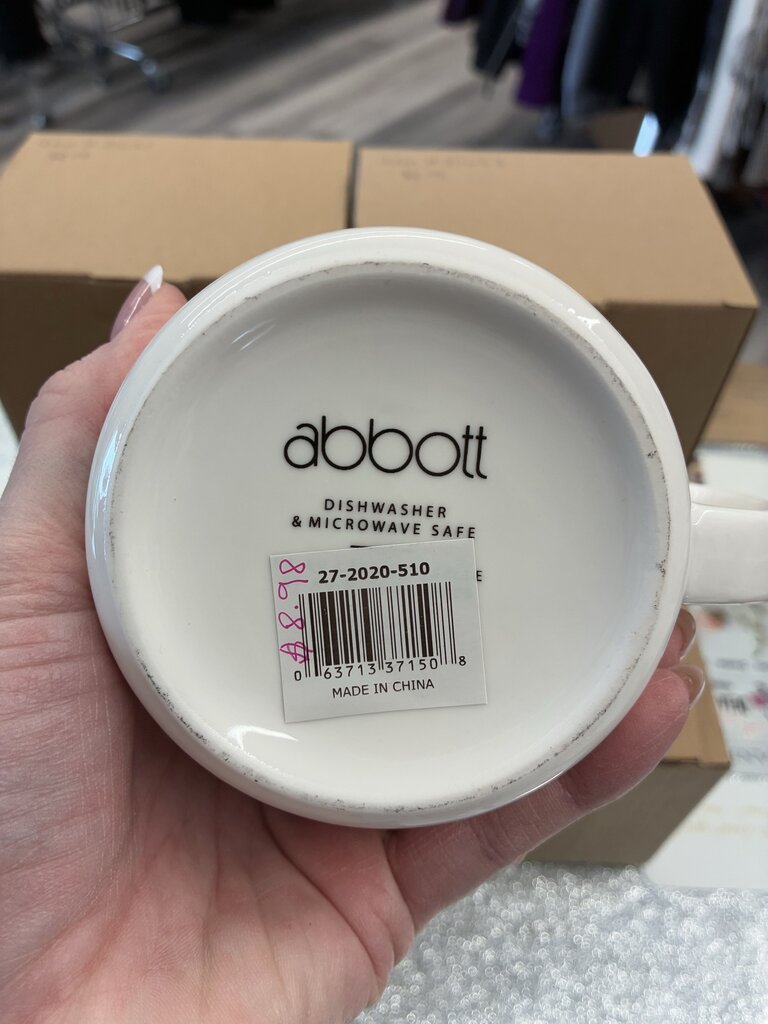 abbott
DISHWASHER
& MICROWAVE SAFE
E
27-2020-510
$8.98
0 63713 37150 8
MADE IN CHINA